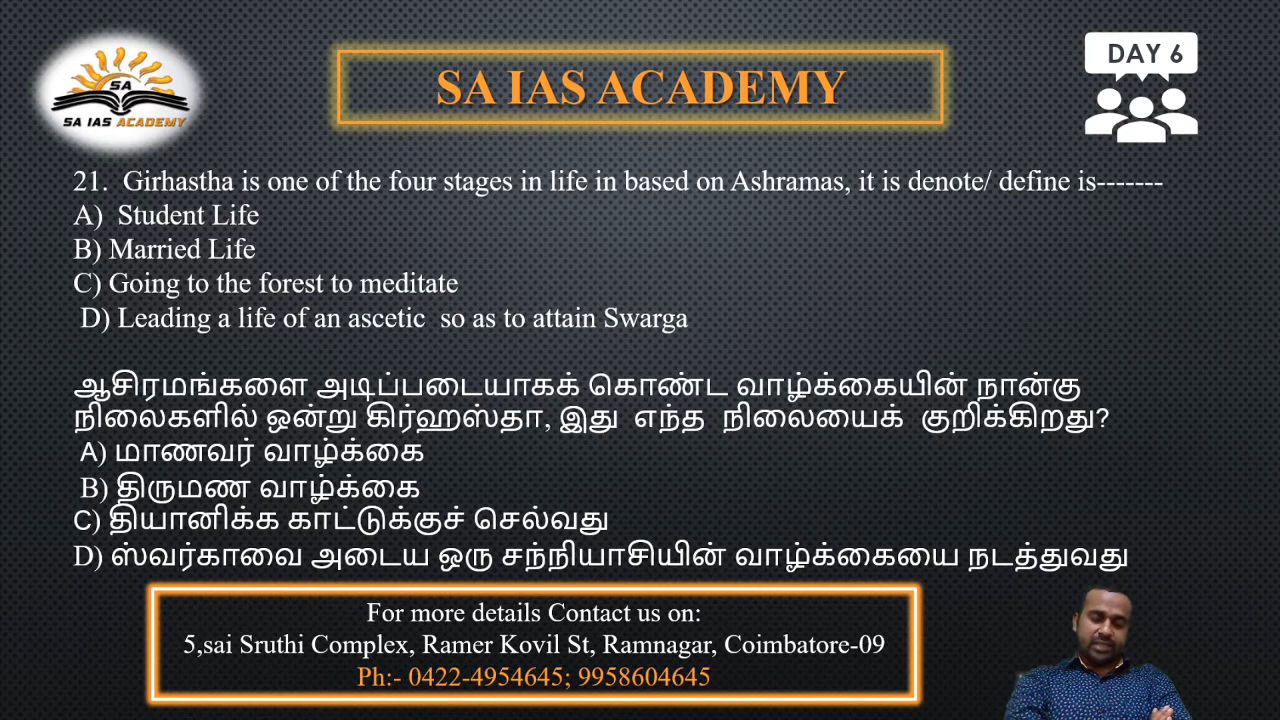 SA
SA IAS ACADEMY
SA IAS ACADEMY
DAY 6
21.  Girhastha is one of the four stages in life in based on Ashramas, it is denote/ define is-------
A)  Student Life
B) Married Life
C) Going to the forest to meditate
D) Leading a life of an ascetic  so as to attain Swarga
ஆசிரமங்களை அடிப்படையாகக் கொண்ட வாழ்க்கையின் நான்கு
நிலைகளில் ஒன்று கிர்ஹஸ்தா, இது  எந்த  நிலையைக்  குறிக்கிறது?
A) மாணவர் வாழ்க்கை
B) திருமண வாழ்க்கை
C) தியானிக்க காட்டுக்குச் செல்வது
D) ஸ்வர்காவை அடைய ஒரு சந்நியாசியின் வாழ்க்கையை நடத்துவது
For more details Contact us on:
5,sai Sruthi Complex, Ramer Kovil St, Ramnagar, Coimbatore-09
Ph:- 0422-4954645; 9958604645